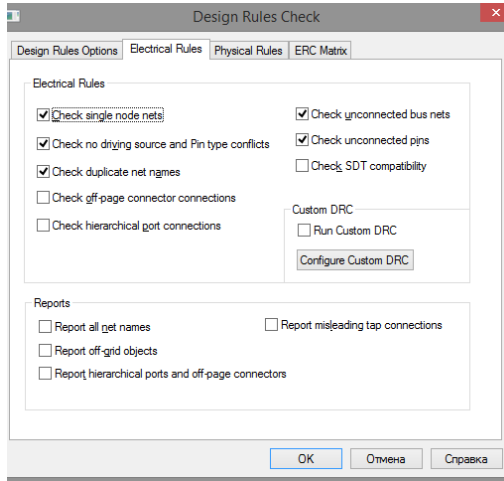 Design Rules Check
Design Rules Options
Electrical Rules
Physical Rules
ERC Matrix
Electrical Rules
Check single node nets
Check no driving source and Pin type conflicts
Check duplicate net names
Check off-page connector connections
Check hierarchical port connections
Check unconnected bus nets
Check unconnected pins
Check SDT compatibility
Custom DRC
Run Custom DRC
Configure Custom DRC
Reports
Report all net names
Report misleading tap connections
Report off-grid objects
Report hierarchical ports and off-page connectors
OK
Отмена
Справка